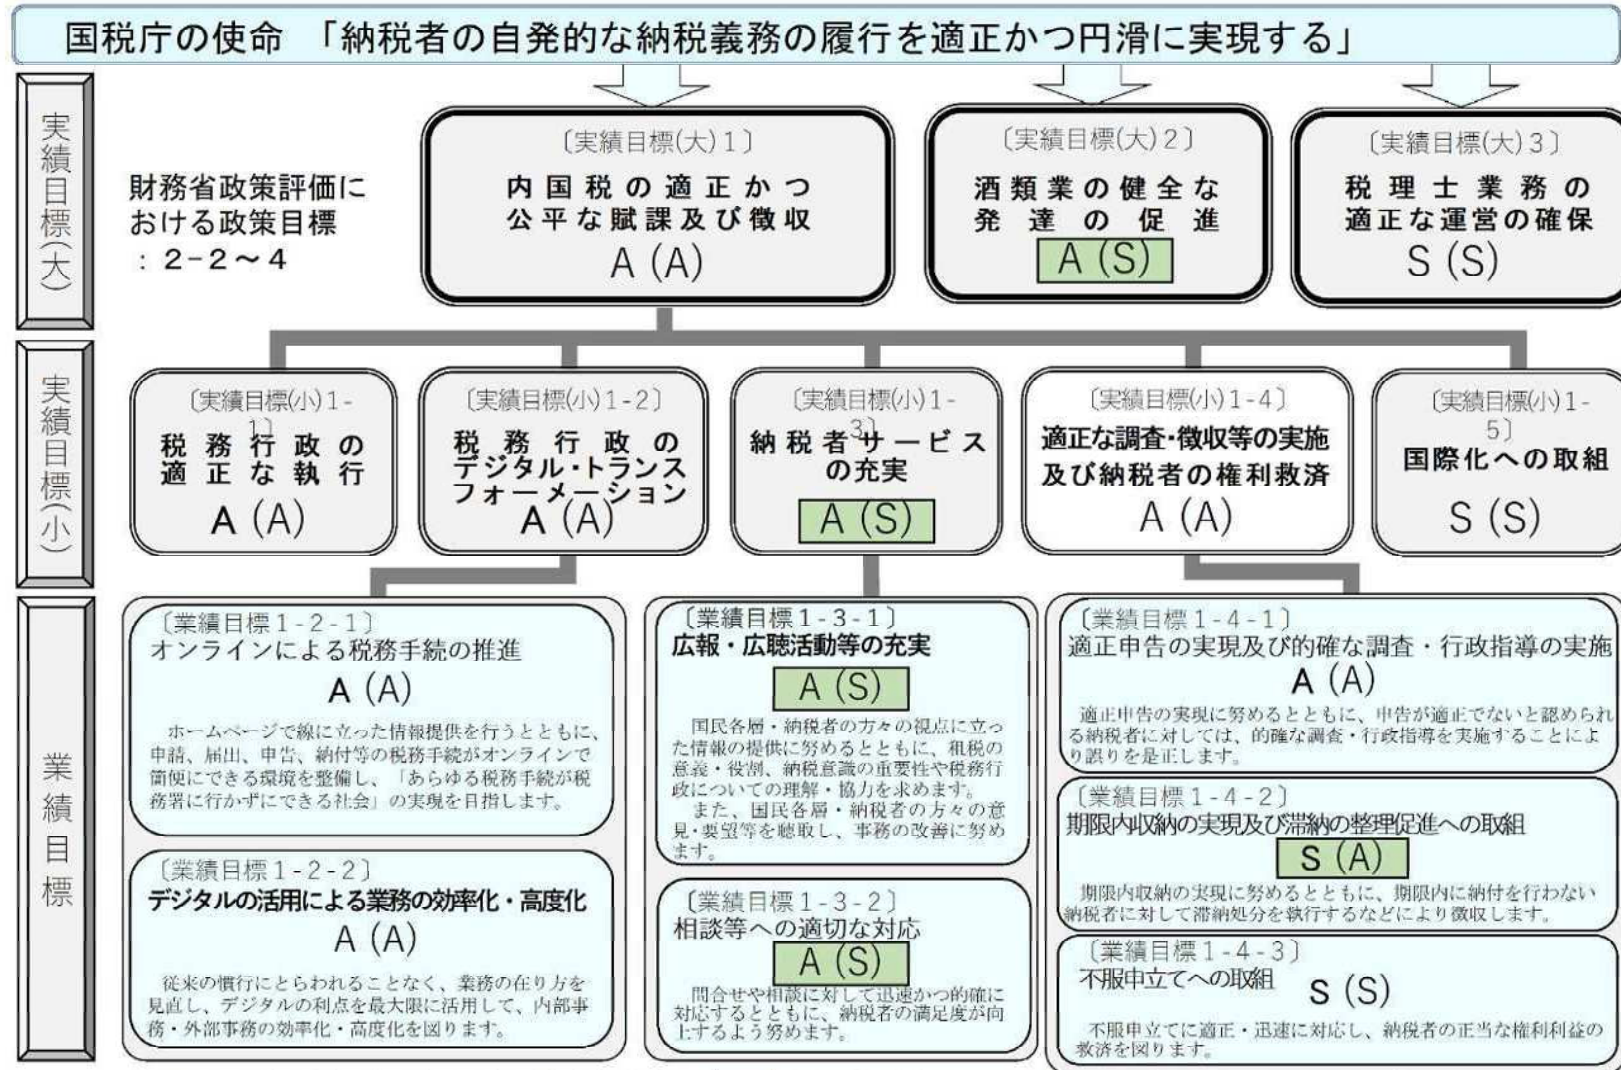 国税庁の使命 「納税者の自発的な納税義務の履行を適正かつ円滑に実現する」
実績目標(大)
財務省政策評価に
おける政策目標
：２-２～４
〔実績目標(大)１〕
内国税の適正かつ
公平な賦課及び徴収
A (A)
〔実績目標(大)２〕
酒類業の健全な
発達の促進
A (S)
〔実績目標(大)３〕
税理士業務の
適正な運営の確保
S (S)
実績目標(小)
〔実績目標(小)１-
１〕
税務行政の
適正な執行
A (A)
〔実績目標(小)１-２〕
税務行政の
デジタル・トランス
フォーメーション
A (A)
〔実績目標(小)１-
３〕
納税者サービス
の充実
A (S)
〔実績目標(小)１-４〕
適正な調査・徴収等の実施
及び納税者の権利救済
A (A)
〔実績目標(小)１-
５〕
国際化への取組
S (S)
業績目標
〔業績目標１-２-１〕
オンラインによる税務手続の推進
A (A)
ホームページで線に立った情報提供を行うとともに、
申請、届出、申告、納付等の税務手続がオンラインで
簡便にできる環境を整備し、「あらゆる税務手続が税
務署に行かずにできる社会」の実現を目指します。
〔業績目標１-２-２〕
デジタルの活用による業務の効率化・高度化
A (A)
従来の慣行にとらわれることなく、業務の在り方を
見直し、デジタルの利点を最大限に活用して、内部事
務・外部事務の効率化・高度化を図ります。
〔業績目標１-３-１〕
広報・広聴活動等の充実
A (S)
国民各層・納税者の方々の視点に立っ
た情報の提供に努めるとともに、租税の
意義・役割、納税意識の重要性や税務行
政についての理解・協力を求めます。
また、国民各層・納税者の方々の意
見・要望等を聴取し、事務の改善に努め
ます。
〔業績目標１-３-２〕
相談等への適切な対応
A (S)
問合せや相談に対して迅速かつ的確に
対応するとともに、納税者の満足度が向
上するよう努めます。
〔業績目標１-４-１〕
適正申告の実現及び的確な調査・行政指導の実施
A (A)
適正申告の実現に努めるとともに、申告が適正でないと認められ
る納税者に対しては、的確な調査・行政指導を実施することによ
り誤りを是正します。
〔業績目標１-４-２〕
期限内収納の実現及び滞納の整理促進への取組
S (A)
期限内収納の実現に努めるとともに、期限内に納付を行わない
納税者に対して滞納処分を執行するなどにより徴収します。
〔業績目標１-４-３〕
不服申立てへの取組
S (S)
不服申立てに適正・迅速に対応し、納税者の正当な権利利益の
救済を図ります。